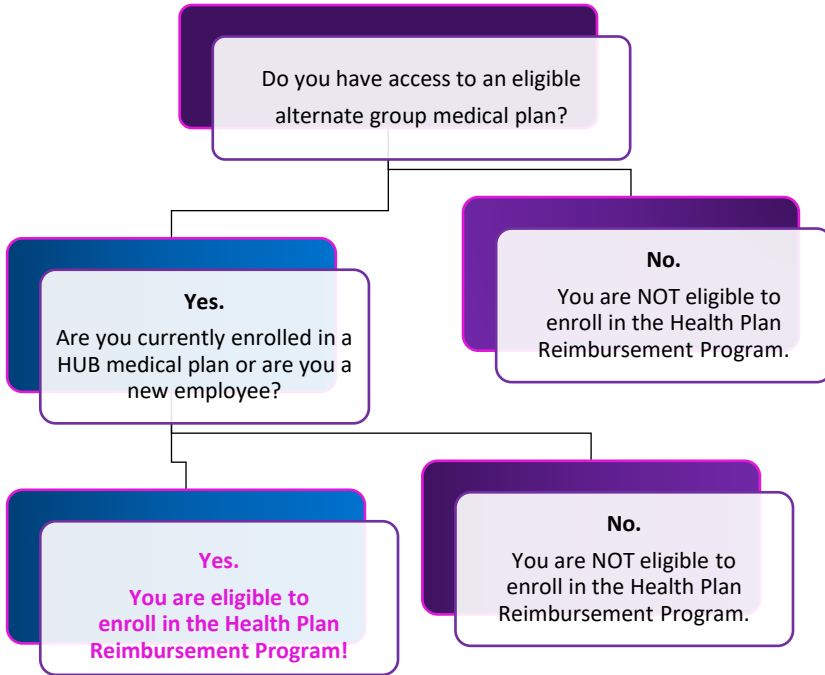 Do you have access to an eligible
alternate group medical plan?
No.
You are NOT eligible to
enroll in the Health Plan
Reimbursement Program.
Yes.
Are you currently enrolled in a
HUB medical plan or are you a
new employee?
Yes.
You are eligible to
enroll in the Health Plan
Reimbursement Program!
No.
You are NOT eligible to
enroll in the Health Plan
Reimbursement Program.